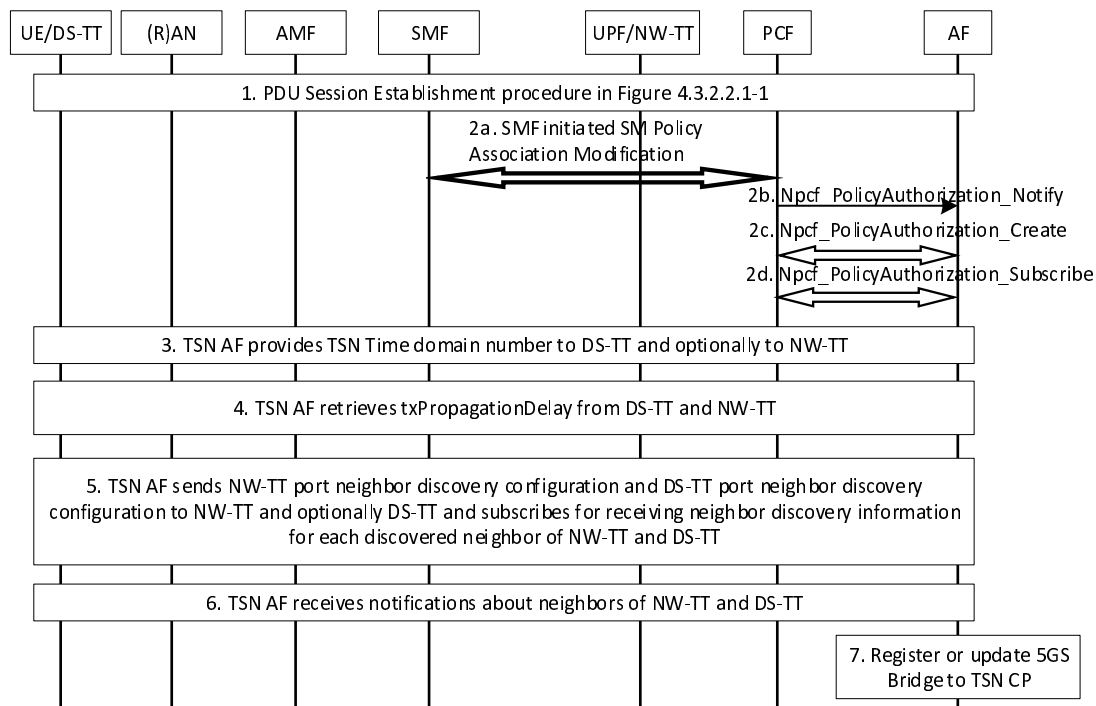 UE/DS-TT
(R)AN
AMF
SMF
UPF/NW-TT
PCF
AF
1. PDU Session Establishment procedure in Figure 4.3.2.2.1-1
2a. SMF initiated SM Policy
Association Modification
2b. Npcf_PolicyAuthorization_Notify
2c. Npcf_PolicyAuthorization_Create
2d. Npcf_PolicyAuthorization_Subscribe
3. TSN AF provides TSN Time domain number to DS-TT and optionally to NW-TT
4. TSN AF retrieves txPropagationDelay from DS-TT and NW-TT
5. TSN AF sends NW-TT port neighbor discovery configuration and DS-TT port neighbor discovery
configuration to NW-TT and optionally DS-TT and subscribes for receiving neighbor discovery information
for each discovered neighbor of NW-TT and DS-TT
6. TSN AF receives notifications about neighbors of NW-TT and DS-TT
7. Register or update 5GS
Bridge to TSN CP